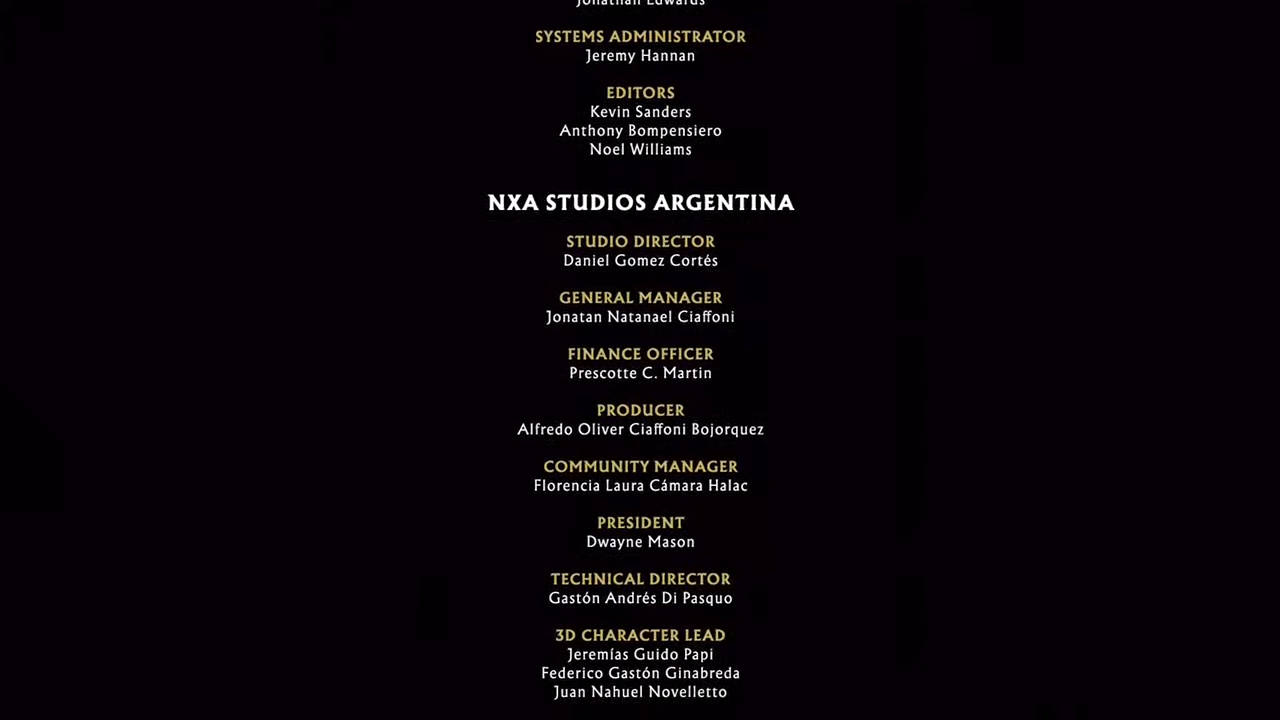 Jonathan Edwards
SYSTEMS ADMINISTRATOR
Jeremy Hannan
EDITORS
Kevin Sanders
Anthony Bompensiero
Noel Williams
NXA STUDIOS ARGENTINA
STUDIO DIRECTOR
Daniel Gomez Cortés
GENERAL MANAGER
Jonatan Natanael Ciaffoni
FINANCE OFFICER
Prescotte C. Martin
PRODUCER
Alfredo Oliver Ciaffoni Bojorquez
COMMUNITY MANAGER
Florencia Laura Cámara Halac
PRESIDENT
Dwayne Mason
TECHNICAL DIRECTOR
Gastón Andrés Di Pasquo
3D CHARACTER LEAD
Jeremías Guido Papi
Federico Gastón Ginabreda
Juan Nahuel Novelletto